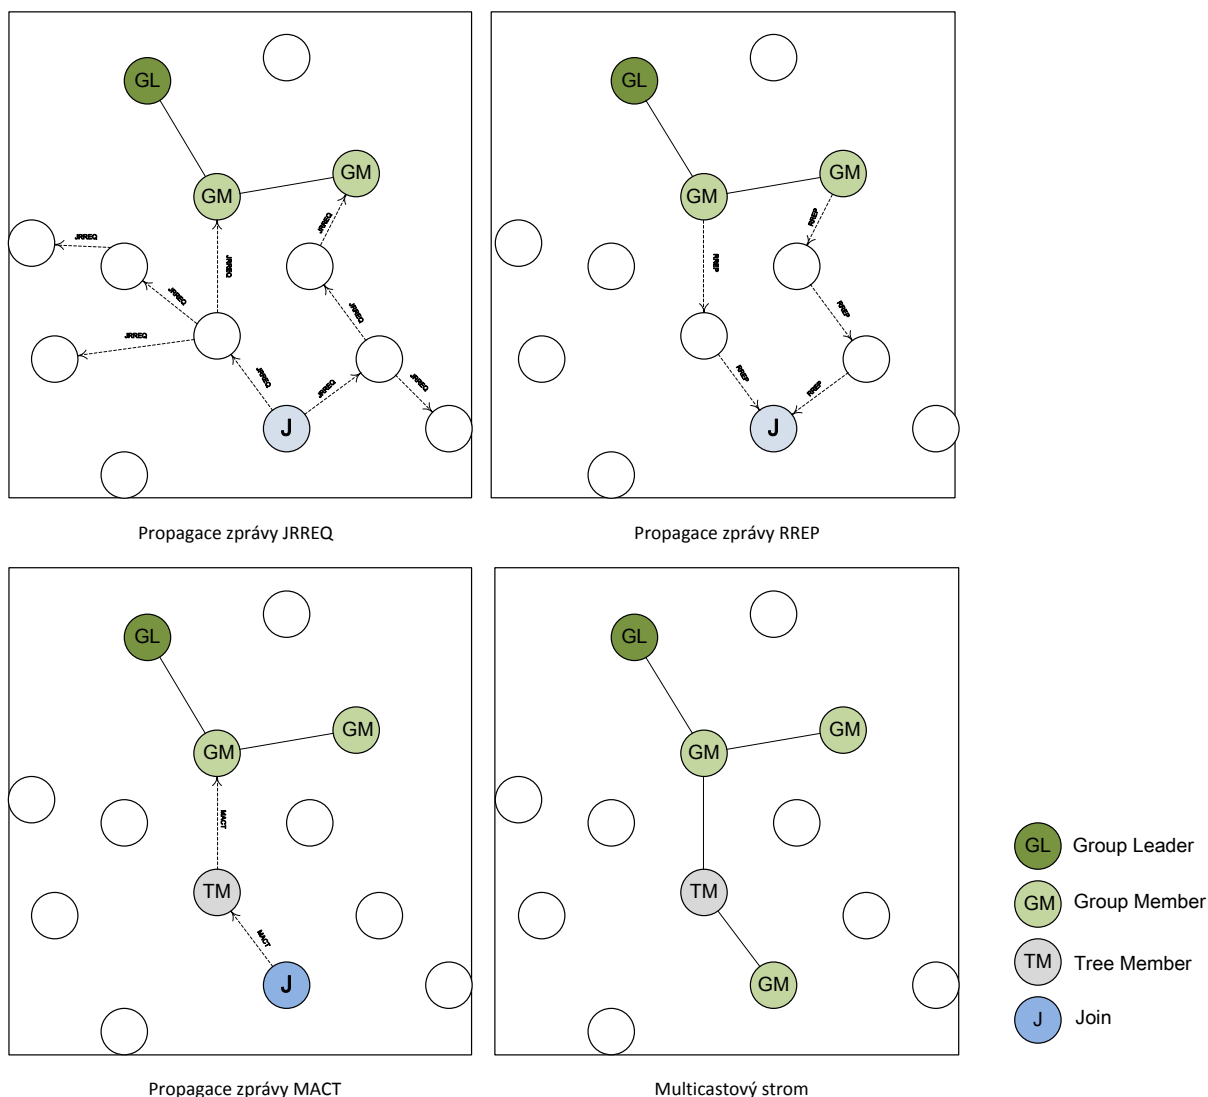 GL
GM
GM
JRREQ
JRREQ
JRREQ
JRREQ
JRREQ
JRREQ
JRREQ
JRREQ
JRREQ
J
Propagace zprávy JRREQ
GL
GM
GM
RREP
RREP
RREP
RREP
RREP
J
Propagace zprávy RREP
GL
GM
GM
MACT
TM
MACT
J
Propagace zprávy MACT
GL
GM
GM
TM
GM
Multicastový strom
GL Group Leader
GM Group Member
TM Tree Member
J Join